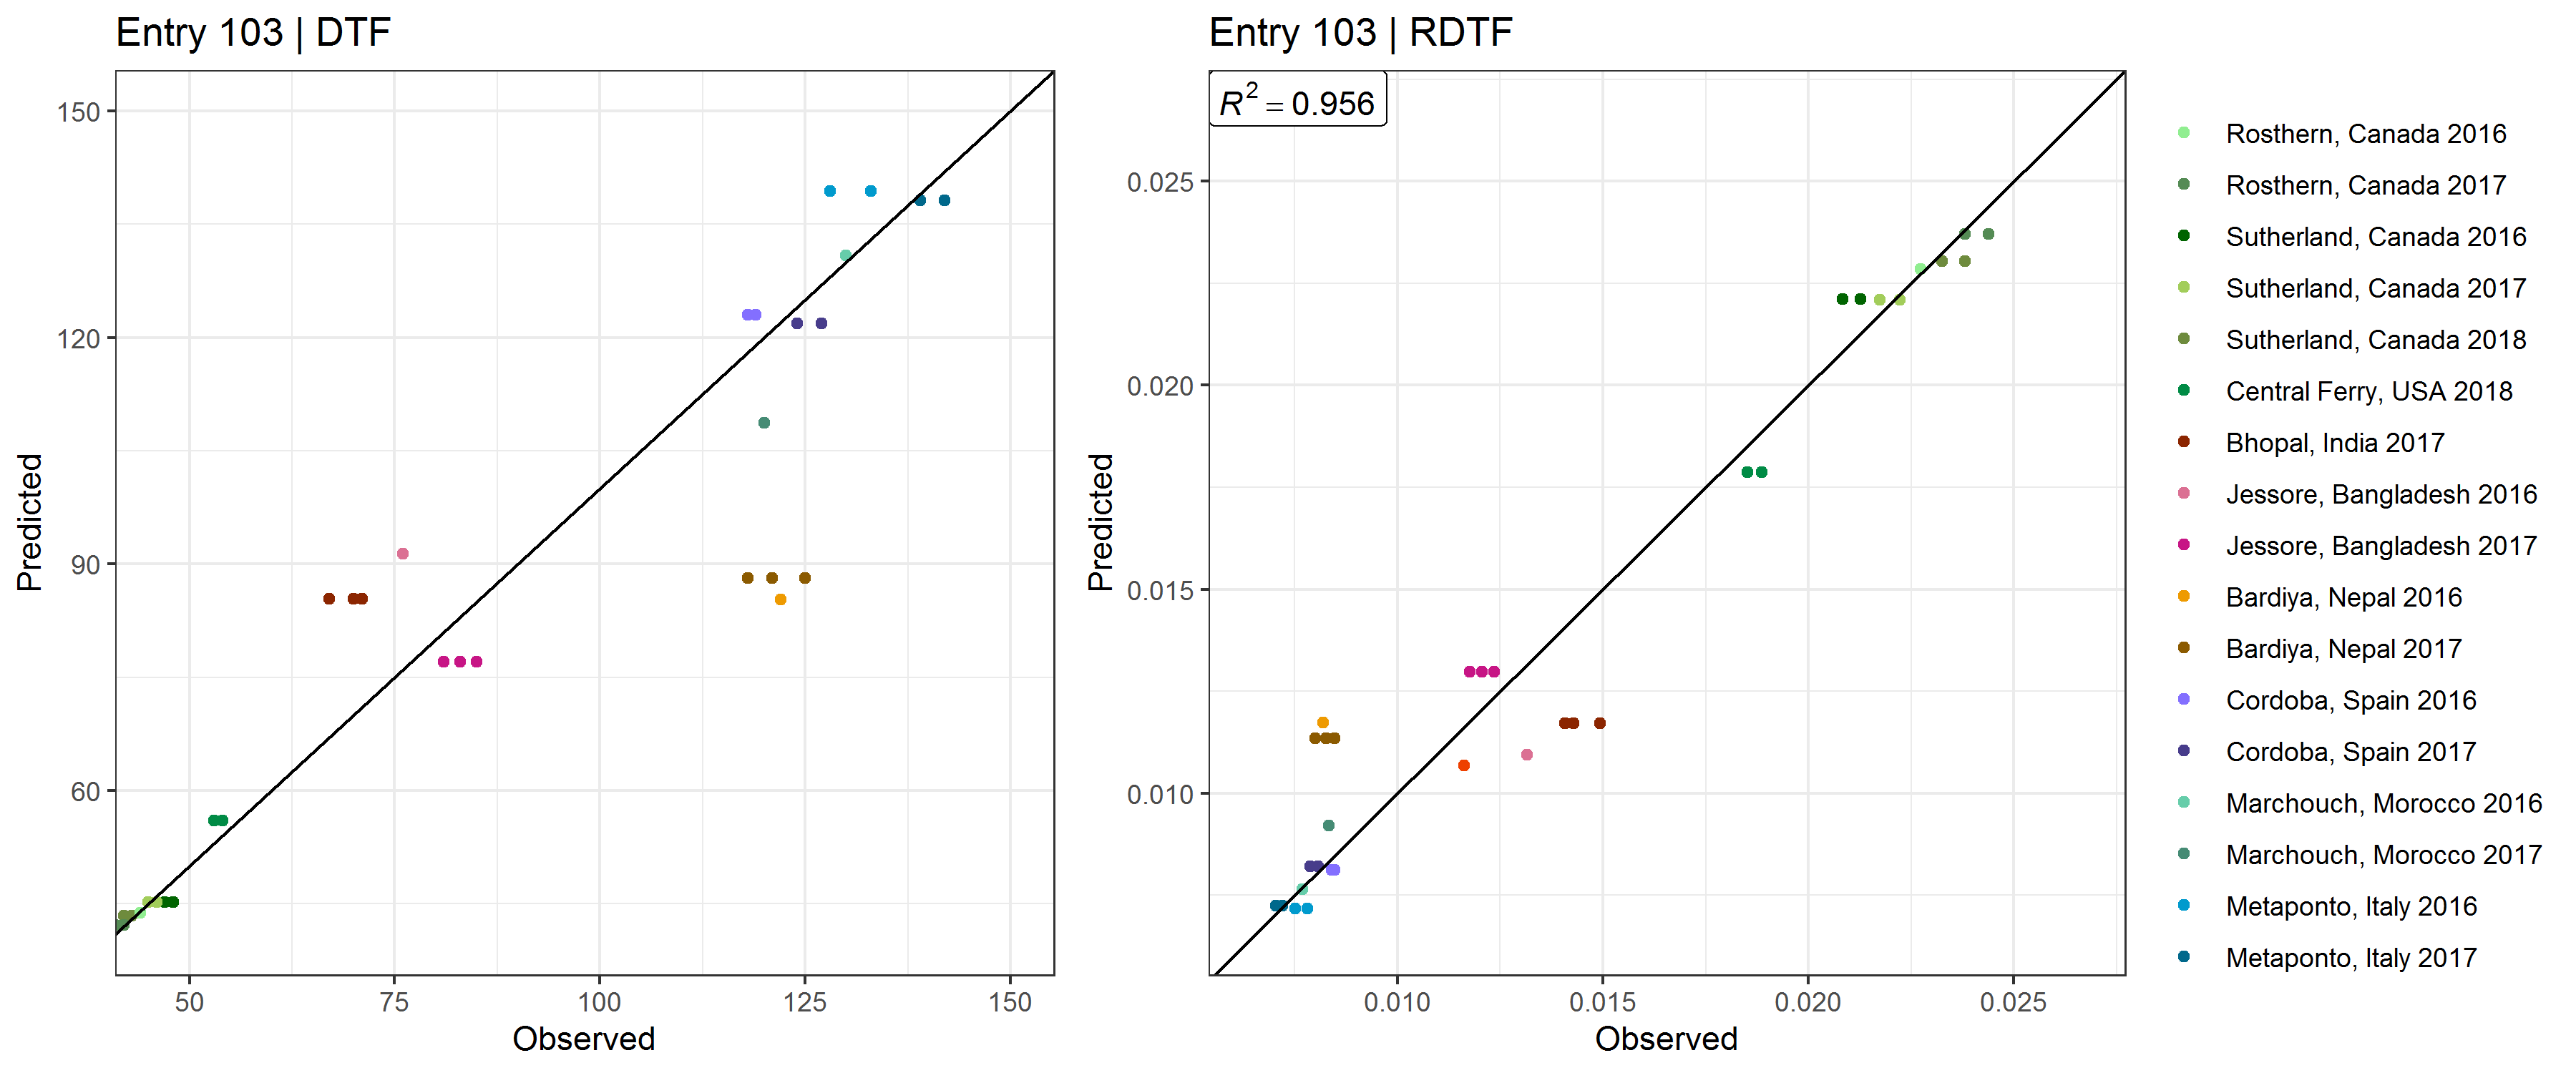 Entry 103 | DTF
150
120
90
60
Predicted
50 75 100 125 150
Observed
Entry 103 | RDTF
R² = 0.956
0.025
0.020
0.015
0.010
Predicted
0.010 0.015 0.020 0.025
Observed
Rosthern, Canada 2016
Rosthern, Canada 2017
Sutherland, Canada 2016
Sutherland, Canada 2017
Sutherland, Canada 2018
Central Ferry, USA 2018
Bhopal, India 2017
Jessore, Bangladesh 2016
Jessore, Bangladesh 2017
Bardiya, Nepal 2016
Bardiya, Nepal 2017
Cordoba, Spain 2016
Cordoba, Spain 2017
Marchouch, Morocco 2016
Marchouch, Morocco 2017
Metaponto, Italy 2016
Metaponto, Italy 2017